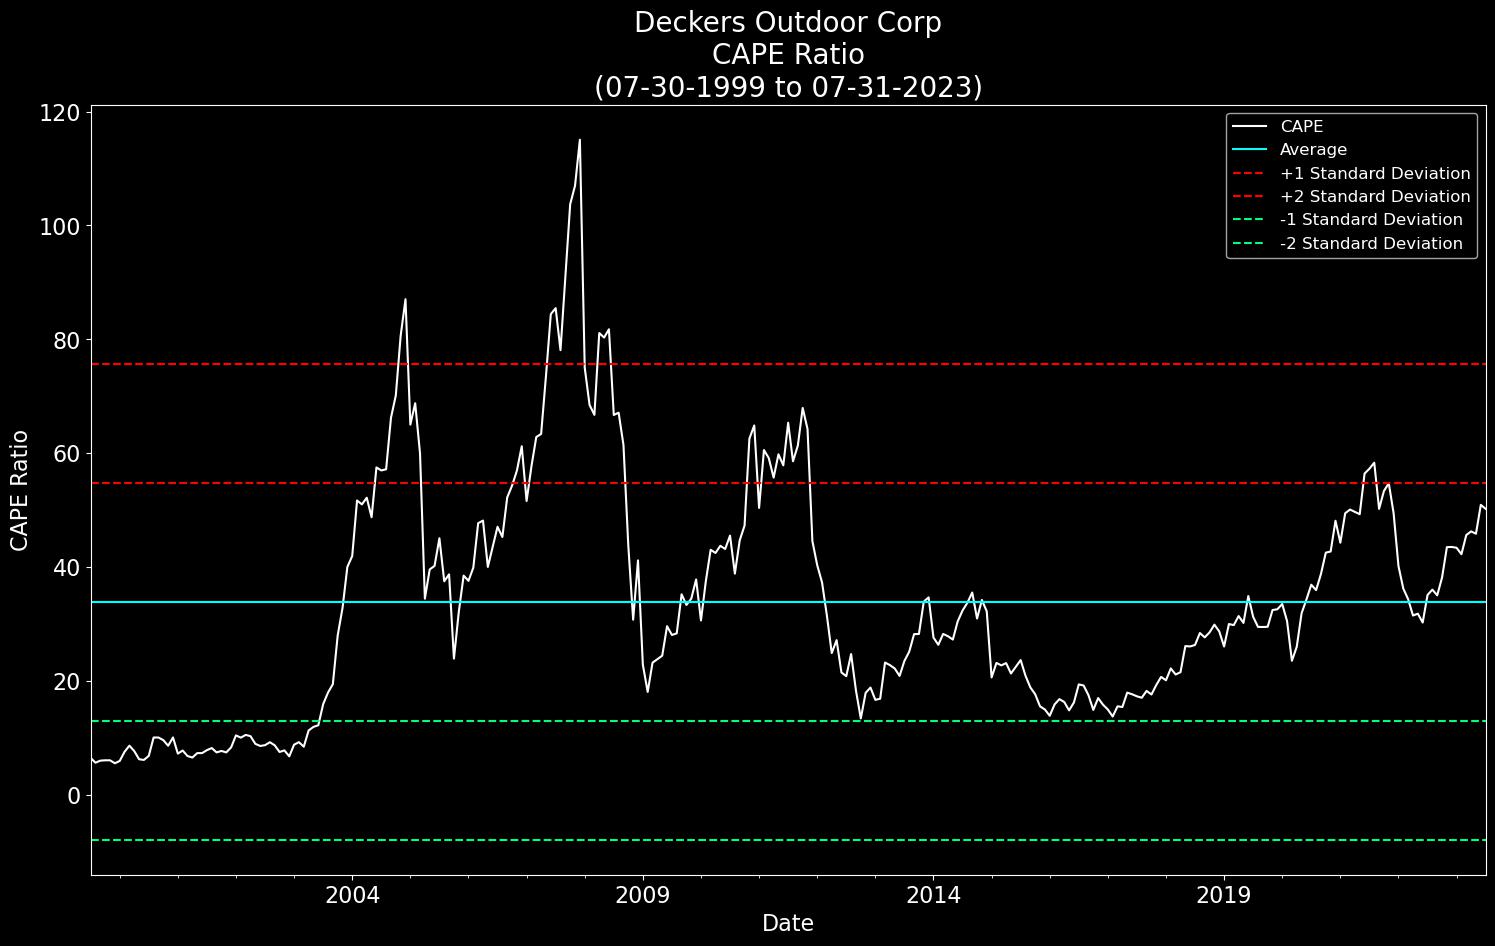 Deckers Outdoor Corp
CAPE Ratio
(07-30-1999 to 07-31-2023)
120
100
80
60
40
20
0
CAPE Ratio
CAPE
Average
+1 Standard Deviation
+2 Standard Deviation
-1 Standard Deviation
-2 Standard Deviation
2004 2009 2014 2019
Date